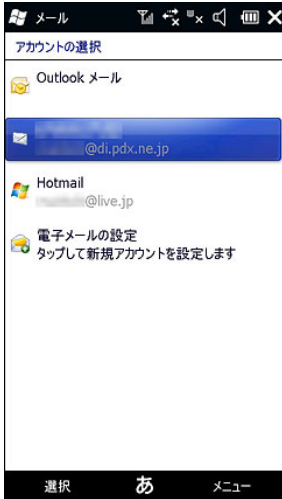 メール
アカウントの選択
Outlook メール
@di.pdx.ne.jp
Hotmail
@live.jp
電子メールの設定
タップして新規アカウントを設定します
選択
あ
メニュー